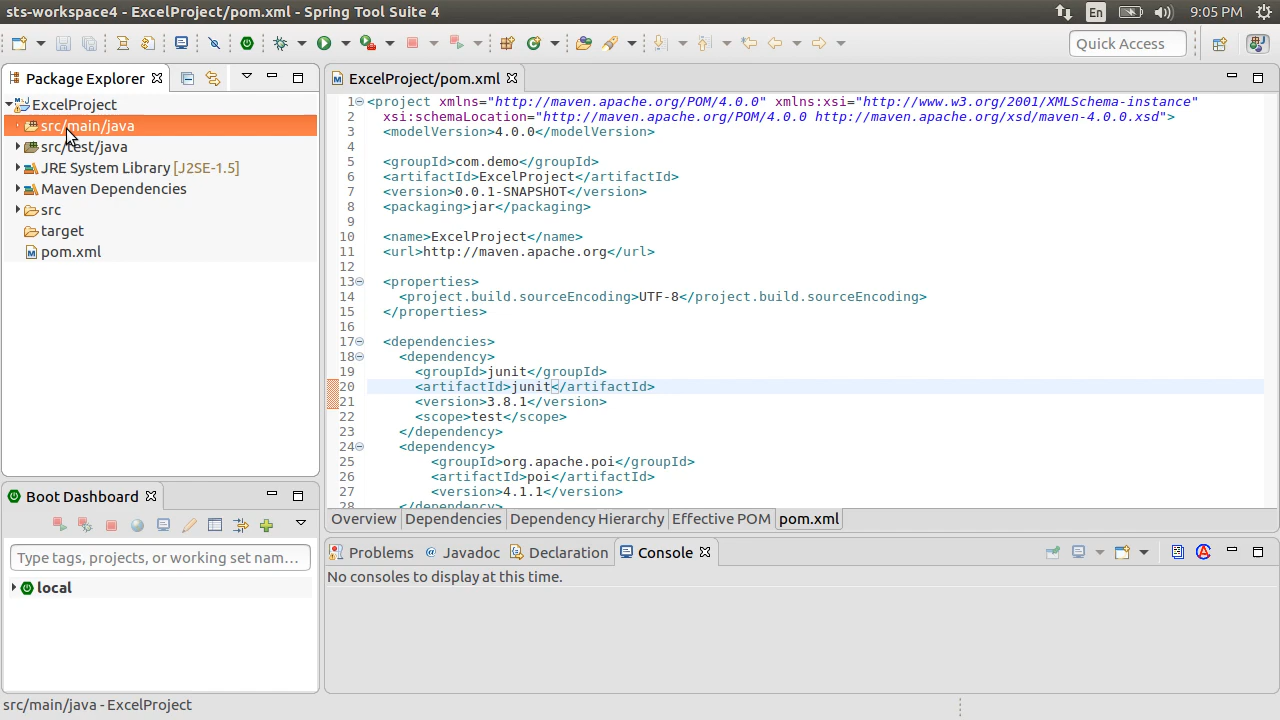 sts-workspace4 - ExcelProject/pom.xml - Spring Tool Suite 4
En
9:05 PM
Quick Access
Package Explorer
ExcelProject
src/main/java
src/test/java
JRE System Library [J2SE-1.5]
Maven Dependencies
src
target
pom.xml
ExcelProject/pom.xml
1 <project xmlns="http://maven.apache.org/POM/4.0.0" xmlns:xsi="http://www.w3.org/2001/XMLSchema-instance"
2 xsi:schemaLocation="http://maven.apache.org/POM/4.0.0 http://maven.apache.org/xsd/maven-4.0.0.xsd">
3 <modelVersion>4.0.0</modelVersion>
4
5 <groupId>com.demo</groupId>
6 <artifactId>ExcelProject</artifactId>
7 <version>0.0.1-SNAPSHOT</version>
8 <packaging>jar</packaging>
9
10 <name>ExcelProject</name>
11 <url>http://maven.apache.org</url>
12
13 <properties>
14 <project.build.sourceEncoding>UTF-8</project.build.sourceEncoding>
15 </properties>
16
17 <dependencies>
18 <dependency>
19 <groupId>junit</groupId>
20 <artifactId>junit</artifactId>
21 <version>3.8.1</version>
22 <scope>test</scope>
23 </dependency>
24 <dependency>
25 <groupId>org.apache.poi</groupId>
26 <artifactId>poi</artifactId>
27 <version>4.1.1</version>
28 </dependency>
Overview Dependencies Dependency Hierarchy Effective POM pom.xml
Boot Dashboard
Type tags, projects, or working set nam...
local
Problems @ Javadoc Declaration Console
No consoles to display at this time.
src/main/java - ExcelProject